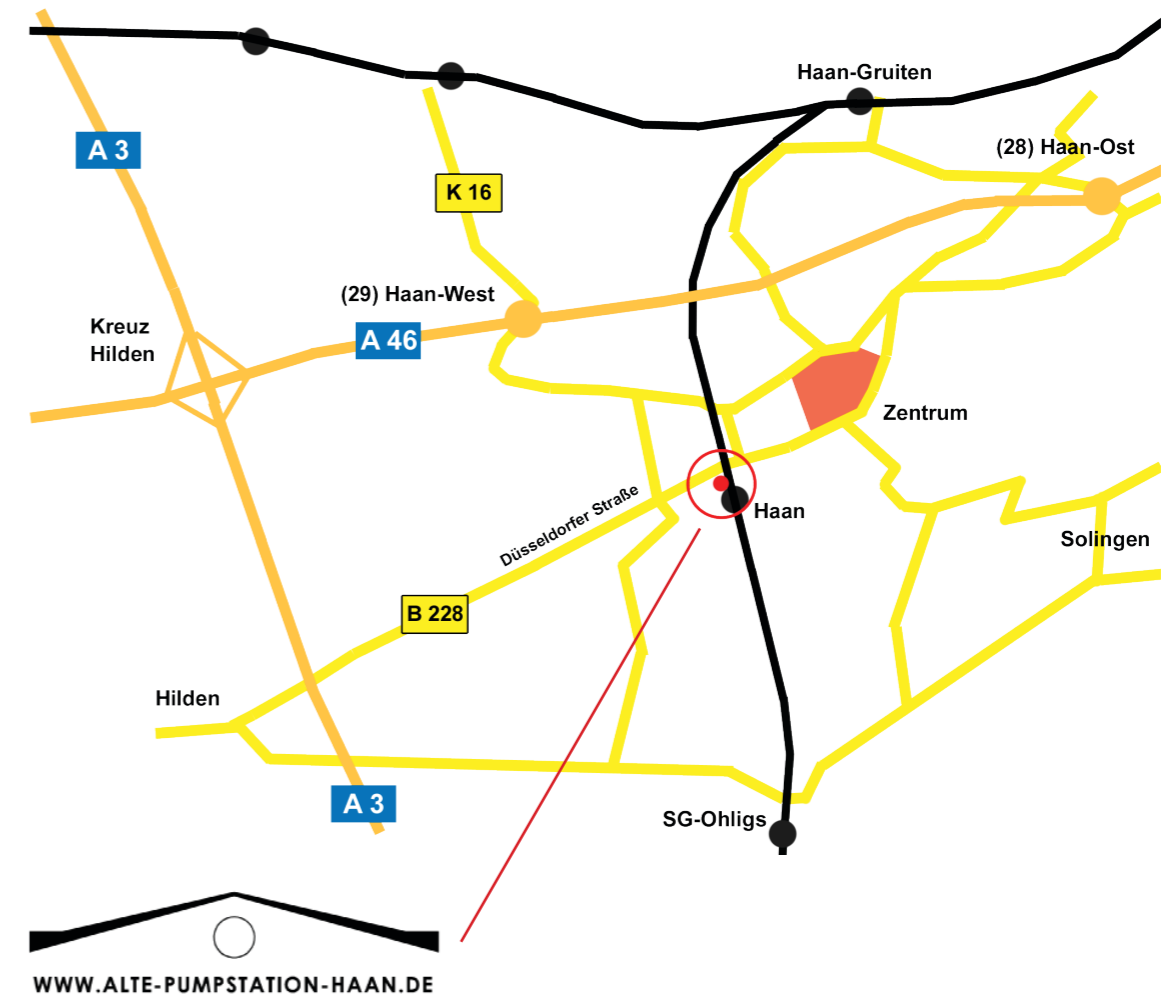 Haan-Gruiten
A 3
(28) Haan-Ost
K 16
(29) Haan-West
Kreuz
Hilden
A 46
Zentrum
Düsseldorfer Straße
Haan
Solingen
B 228
Hilden
A 3
SG-Ohligs
WWW.ALTE-PUMPSTATION-HAAN.DE